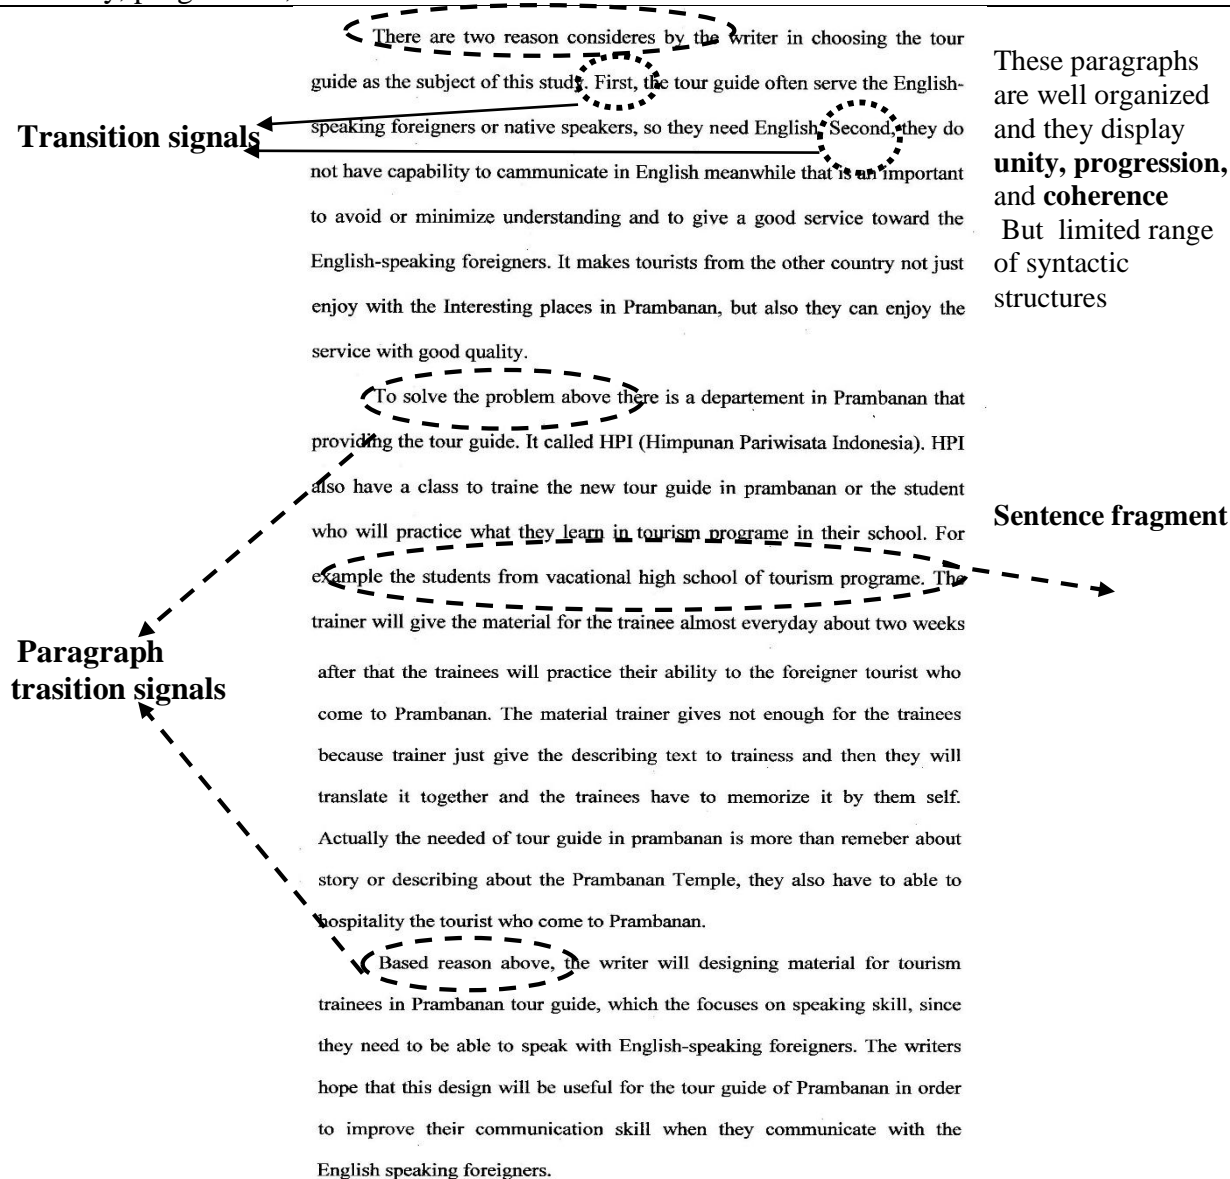 There are two reason consideres by the writer in choosing the tour
guide as the subject of this study. First, the tour guide often serve the English-
speaking foreigners or native speakers, so they need English. Second, they do
not have capability to cammunicate in English meanwhile that is an important
to avoid or minimize understanding and to give a good service toward the
English-speaking foreigners. It makes tourists from the other country not just
enjoy with the Interesting places in Prambanan, but also they can enjoy the
service with good quality.
To solve the problem above there is a departement in Prambanan that
providing the tour guide. It called HPI (Himpunan Pariwisata Indonesia). HPI
also have a class to traine the new tour guide in prambanan or the student
who will practice what they learn in tourism programe in their school. For
example the students from vacational high school of tourism programe. The
trainer will give the material for the trainee almost everyday about two weeks
after that the trainees will practice their ability to the foreigner tourist who
come to Prambanan. The material trainer gives not enough for the trainees
because trainer just give the describing text to trainess and then they will
translate it together and the trainees have to memorize it by them self.
Actually the needed of tour guide in prambanan is more than remeber about
story or describing about the Prambanan Temple, they also have to able to
hospitality the tourist who come to Prambanan.
Based reason above, the writer will designing material for tourism
trainees in Prambanan tour guide, which the focuses on speaking skill, since
they need to be able to speak with English-speaking foreigners. The writers
hope that this design will be useful for the tour guide of Prambanan in order
to improve their communication skill when they communicate with the
English speaking foreigners.
Transition signals
Paragraph
trasition signals
These paragraphs
are well organized
and they display
unity, progression,
and coherence
But limited range
of syntactic
structures
Sentence fragment